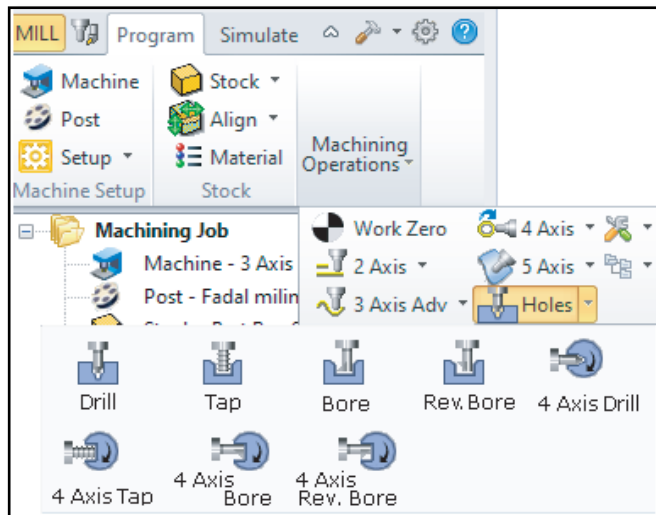 MILL Program Simulate
Machine
Post
Setup
Machine Setup
Stock
Align
Material
Stock
Machining
Operations
Machining Job
Machine - 3 Axis
Post - Fadal milin
Work Zero
4 Axis
2 Axis
5 Axis
3 Axis Adv
Holes
Drill
Tap
Bore
Rev. Bore
4 Axis Drill
4 Axis Tap
4 Axis
Bore
4 Axis
Rev. Bore